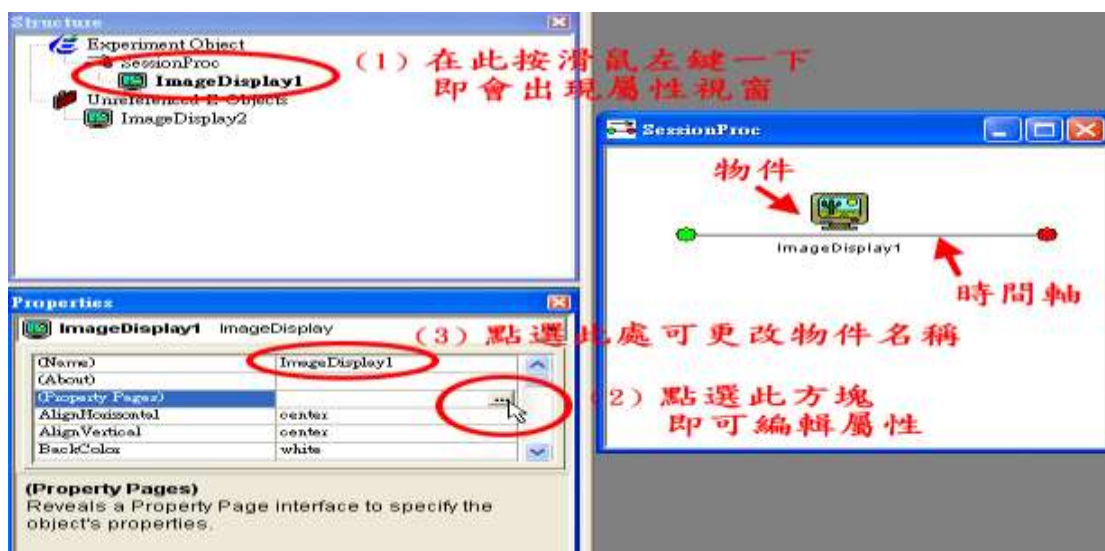 Structure
Experiment Object
SessionProc
ImageDisplay1
Unreferenced E-Objects
ImageDisplay2
(1) 在此按滑鼠左鍵一下
即會出現屬性視窗
SessionProc
物件
ImageDisplay1
時間軸
Properties
ImageDisplay1 ImageDisplay
(3) 點選此處可更改物件名稱
(Name) ImageDisplay1
(About)
(Property Pages) ...
(2) 點選此方塊
即可編輯屬性
AlignHorizontal center
AlignVertical center
BackColor white
(Property Pages)
Reveals a Property Page interface to specify the
object's properties.